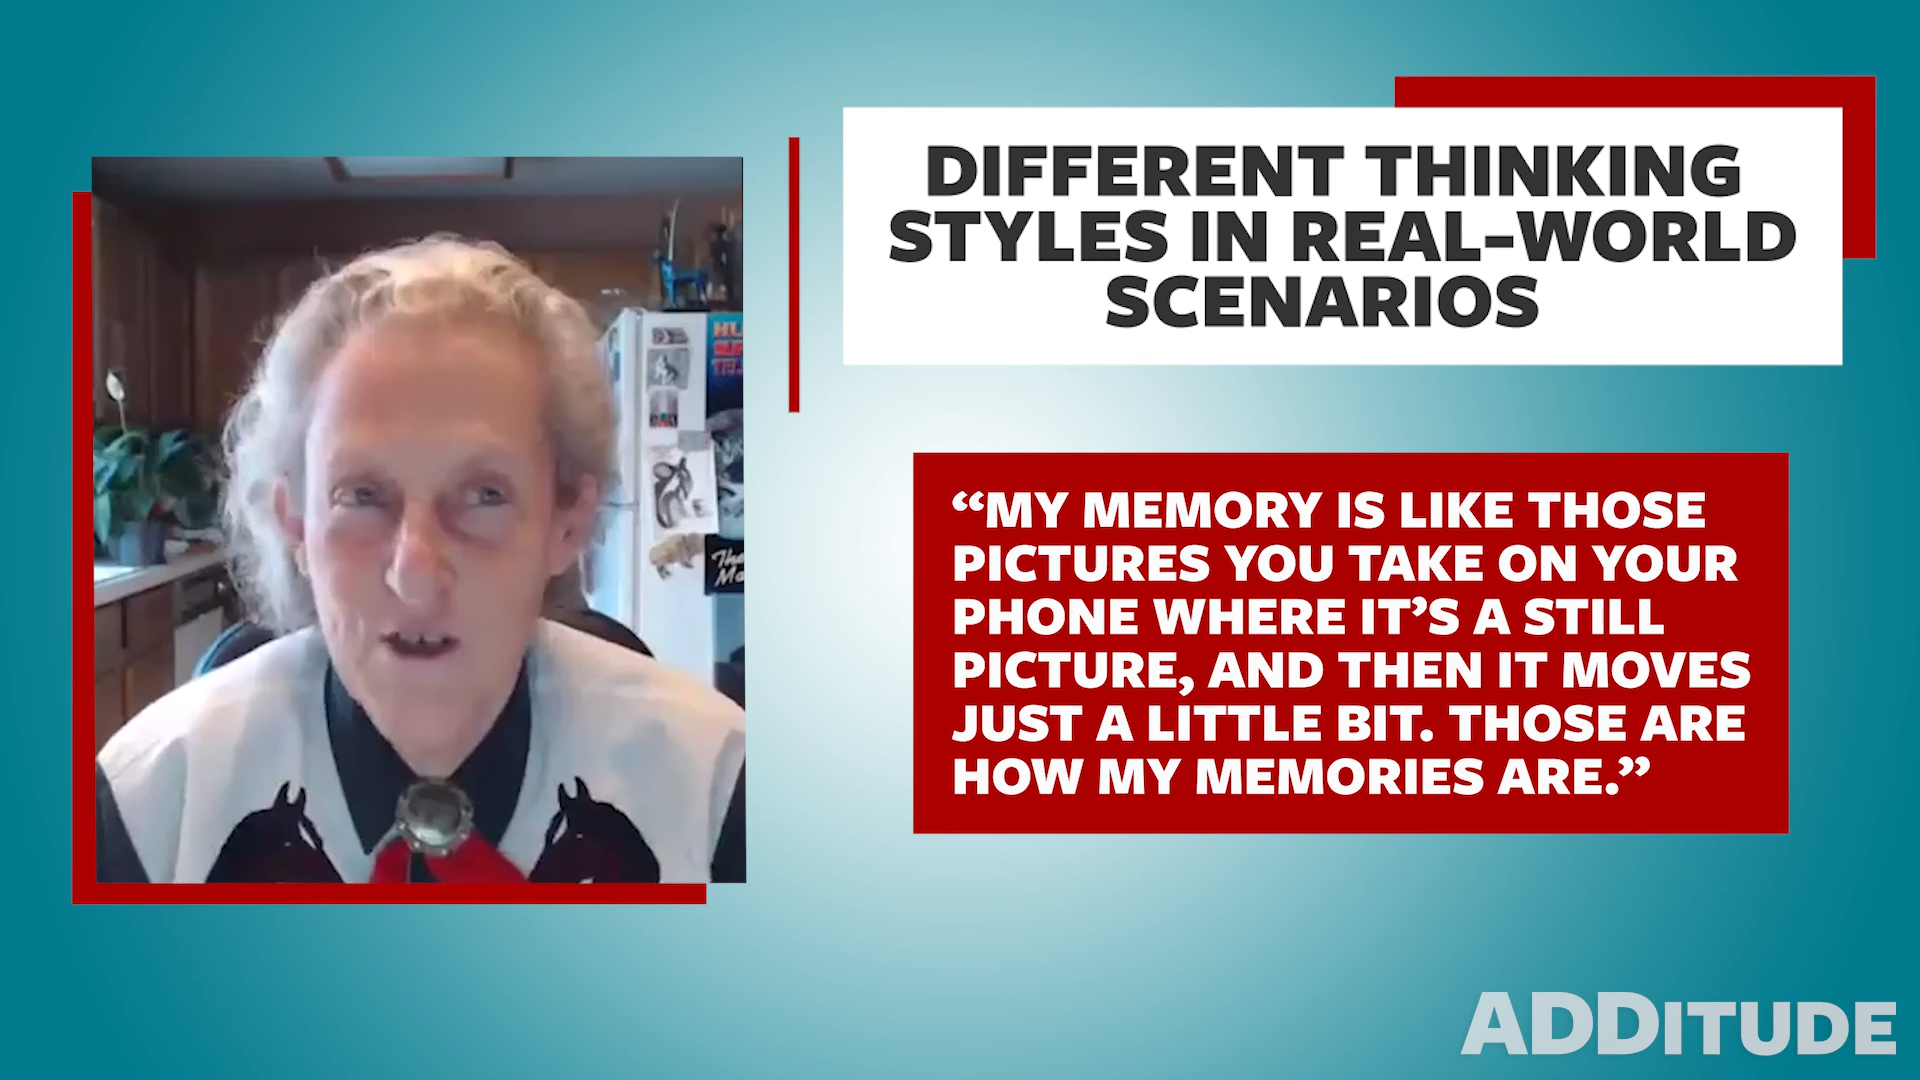 DIFFERENT THINKING
STYLES IN REAL-WORLD
SCENARIOS
“MY MEMORY IS LIKE THOSE
PICTURES YOU TAKE ON YOUR
PHONE WHERE IT’S A STILL
PICTURE, AND THEN IT MOVES
JUST A LITTLE BIT. THOSE ARE
HOW MY MEMORIES ARE.”
ADDITUDE